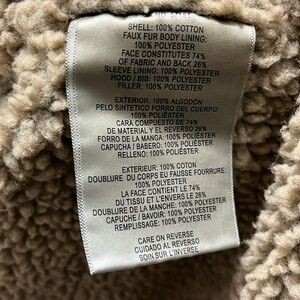 SHELL: 100% COTTON
FAUX FUR BODY LINING:
100% POLYESTER
FACE CONSTITUTES 74%
OF FABRIC AND BACK 26%
SLEEVE LINING: 100% POLYESTER
HOOD / BIB: 100% POLYESTER
FILLER: 100% POLYESTER
EXTERIOR: 100% ALGODÓN
PELO SINTETICO FORRO DEL CUERPO:
100% POLIÉSTER
CARA COMPUESTO DE 74%
DE MATERIAL Y EL REVERSO 26%
FORRO DE LA MANGA: 100% POLIÉSTER
CAPUCHA / BABERO: 100% POLIÉSTER
RELLENO: 100% POLIÉSTER
EXTERIEUR: 100% COTON
DOUBLURE DU CORPS EU FAUSSE FOURRURE:
100% POLYESTER
LA FACE CONTIENT LE 74%
DU TISSU ET L'ENVERS LE 26%
DOUBLURE DE LA MANCHE: 100% POLYESTER
CAPUCHE / BAVOIR: 100% POLYESTER
REMPLISSAGE: 100% POLYESTER
CARE ON REVERSE
CUIDADO AL REVERSO
SOIN SUR L'INVERSE